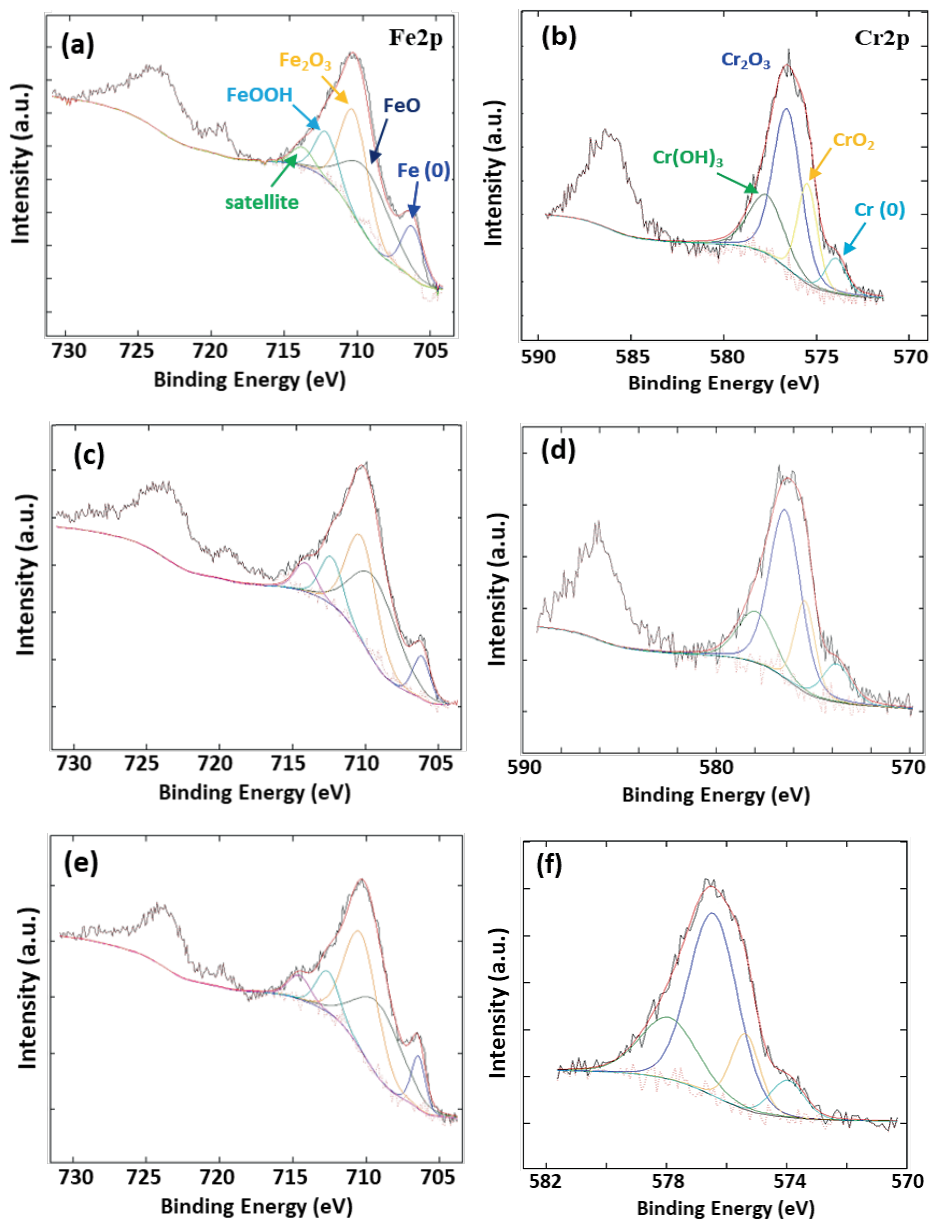 (a)
Fe2p
Fe₂O₃
FeOOH
FeO
Fe (0)
satellite
Intensity (a.u.)
730 725 720 715 710 705
Binding Energy (eV)
(b)
Cr2p
Cr₂O₃
CrO₂
Cr(OH)₃
Cr (0)
Intensity (a.u.)
590 585 580 575 570
Binding Energy (eV)
(c)
Intensity (a.u.)
730 725 720 715 710 705
Binding Energy (eV)
(d)
Intensity (a.u.)
590 580 570
Binding Energy (eV)
(e)
Intensity (a.u.)
730 725 720 715 710 705
Binding Energy (eV)
(f)
Intensity (a.u.)
582 578 574 570
Binding Energy (eV)